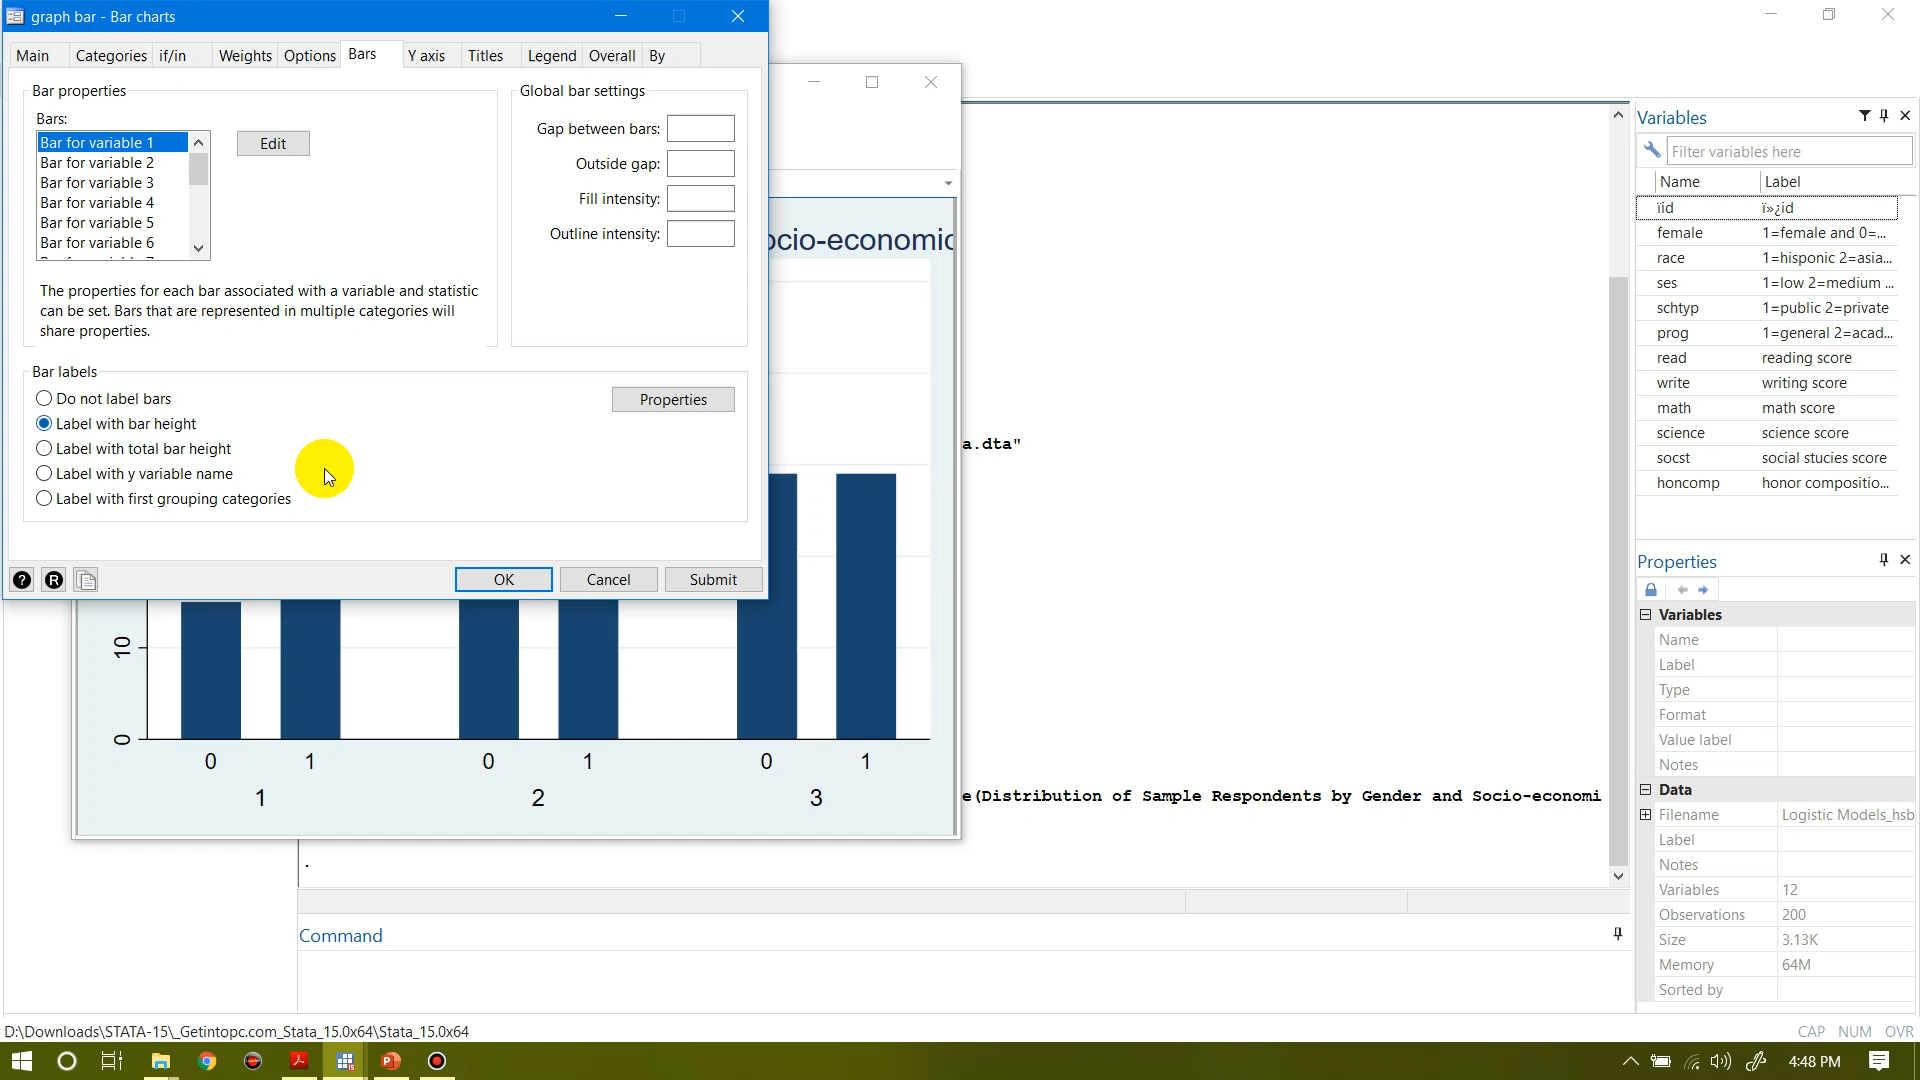 graph bar - Bar charts
Main Categories if/in Weights Options Bars Y axis Titles Legend Overall By
Bar properties
Bars:
Bar for variable 1
Bar for variable 2
Bar for variable 3
Bar for variable 4
Bar for variable 5
Bar for variable 6
Edit
The properties for each bar associated with a variable and statistic
can be set. Bars that are represented in multiple categories will
share properties.
Global bar settings
Gap between bars:
Outside gap:
Fill intensity:
Outline intensity:
Bar labels
Do not label bars
Label with bar height
Label with total bar height
Label with y variable name
Label with first grouping categories
Properties
? R
OK Cancel Submit
ocio-economic
10
0
0 1 0 1 0 1
1 2 3
a.dta"
e(Distribution of Sample Respondents by Gender and Socio-economi
.
Command
Variables
Filter variables here
Name Label
ïid ï»¿id
female 1=female and 0=...
race 1=hisponic 2=asia...
ses 1=low 2=medium ...
schtyp 1=public 2=private
prog 1=general 2=acad...
read reading score
write writing score
math math score
science science score
socst social stucies score
honcomp honor compositio...
Properties
Variables
Name
Label
Type
Format
Value label
Notes
Data
Filename Logistic Models_hsb
Label
Notes
Variables 12
Observations 200
Size 3.13K
Memory 64M
Sorted by
D:\Downloads\STATA-15\_Getintopc.com_Stata_15.0x64\Stata_15.0x64
CAP NUM OVR
4:48 PM